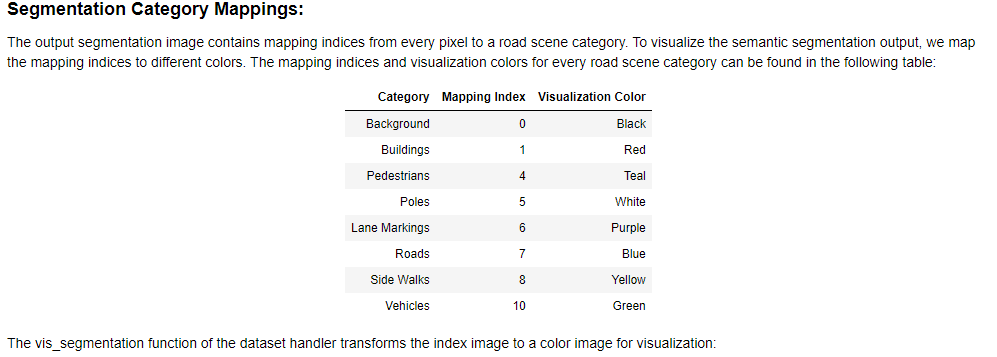 Segmentation Category Mappings:
The output segmentation image contains mapping indices from every pixel to a road scene category. To visualize the semantic segmentation output, we map
the mapping indices to different colors. The mapping indices and visualization colors for every road scene category can be found in the following table:
Category Mapping Index Visualization Color
Background 0 Black
Buildings 1 Red
Pedestrians 4 Teal
Poles 5 White
Lane Markings 6 Purple
Roads 7 Blue
Side Walks 8 Yellow
Vehicles 10 Green
The vis_segmentation function of the dataset handler transforms the index image to a color image for visualization: